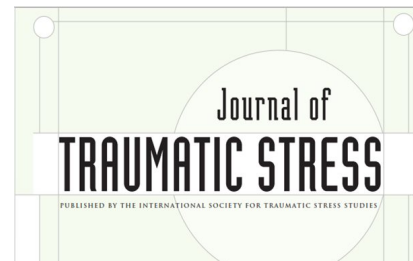 Journal of
TRAUMATIC STRESS
PUBLISHED BY THE INTERNATIONAL SOCIETY FOR TRAUMATIC STRESS STUDIES